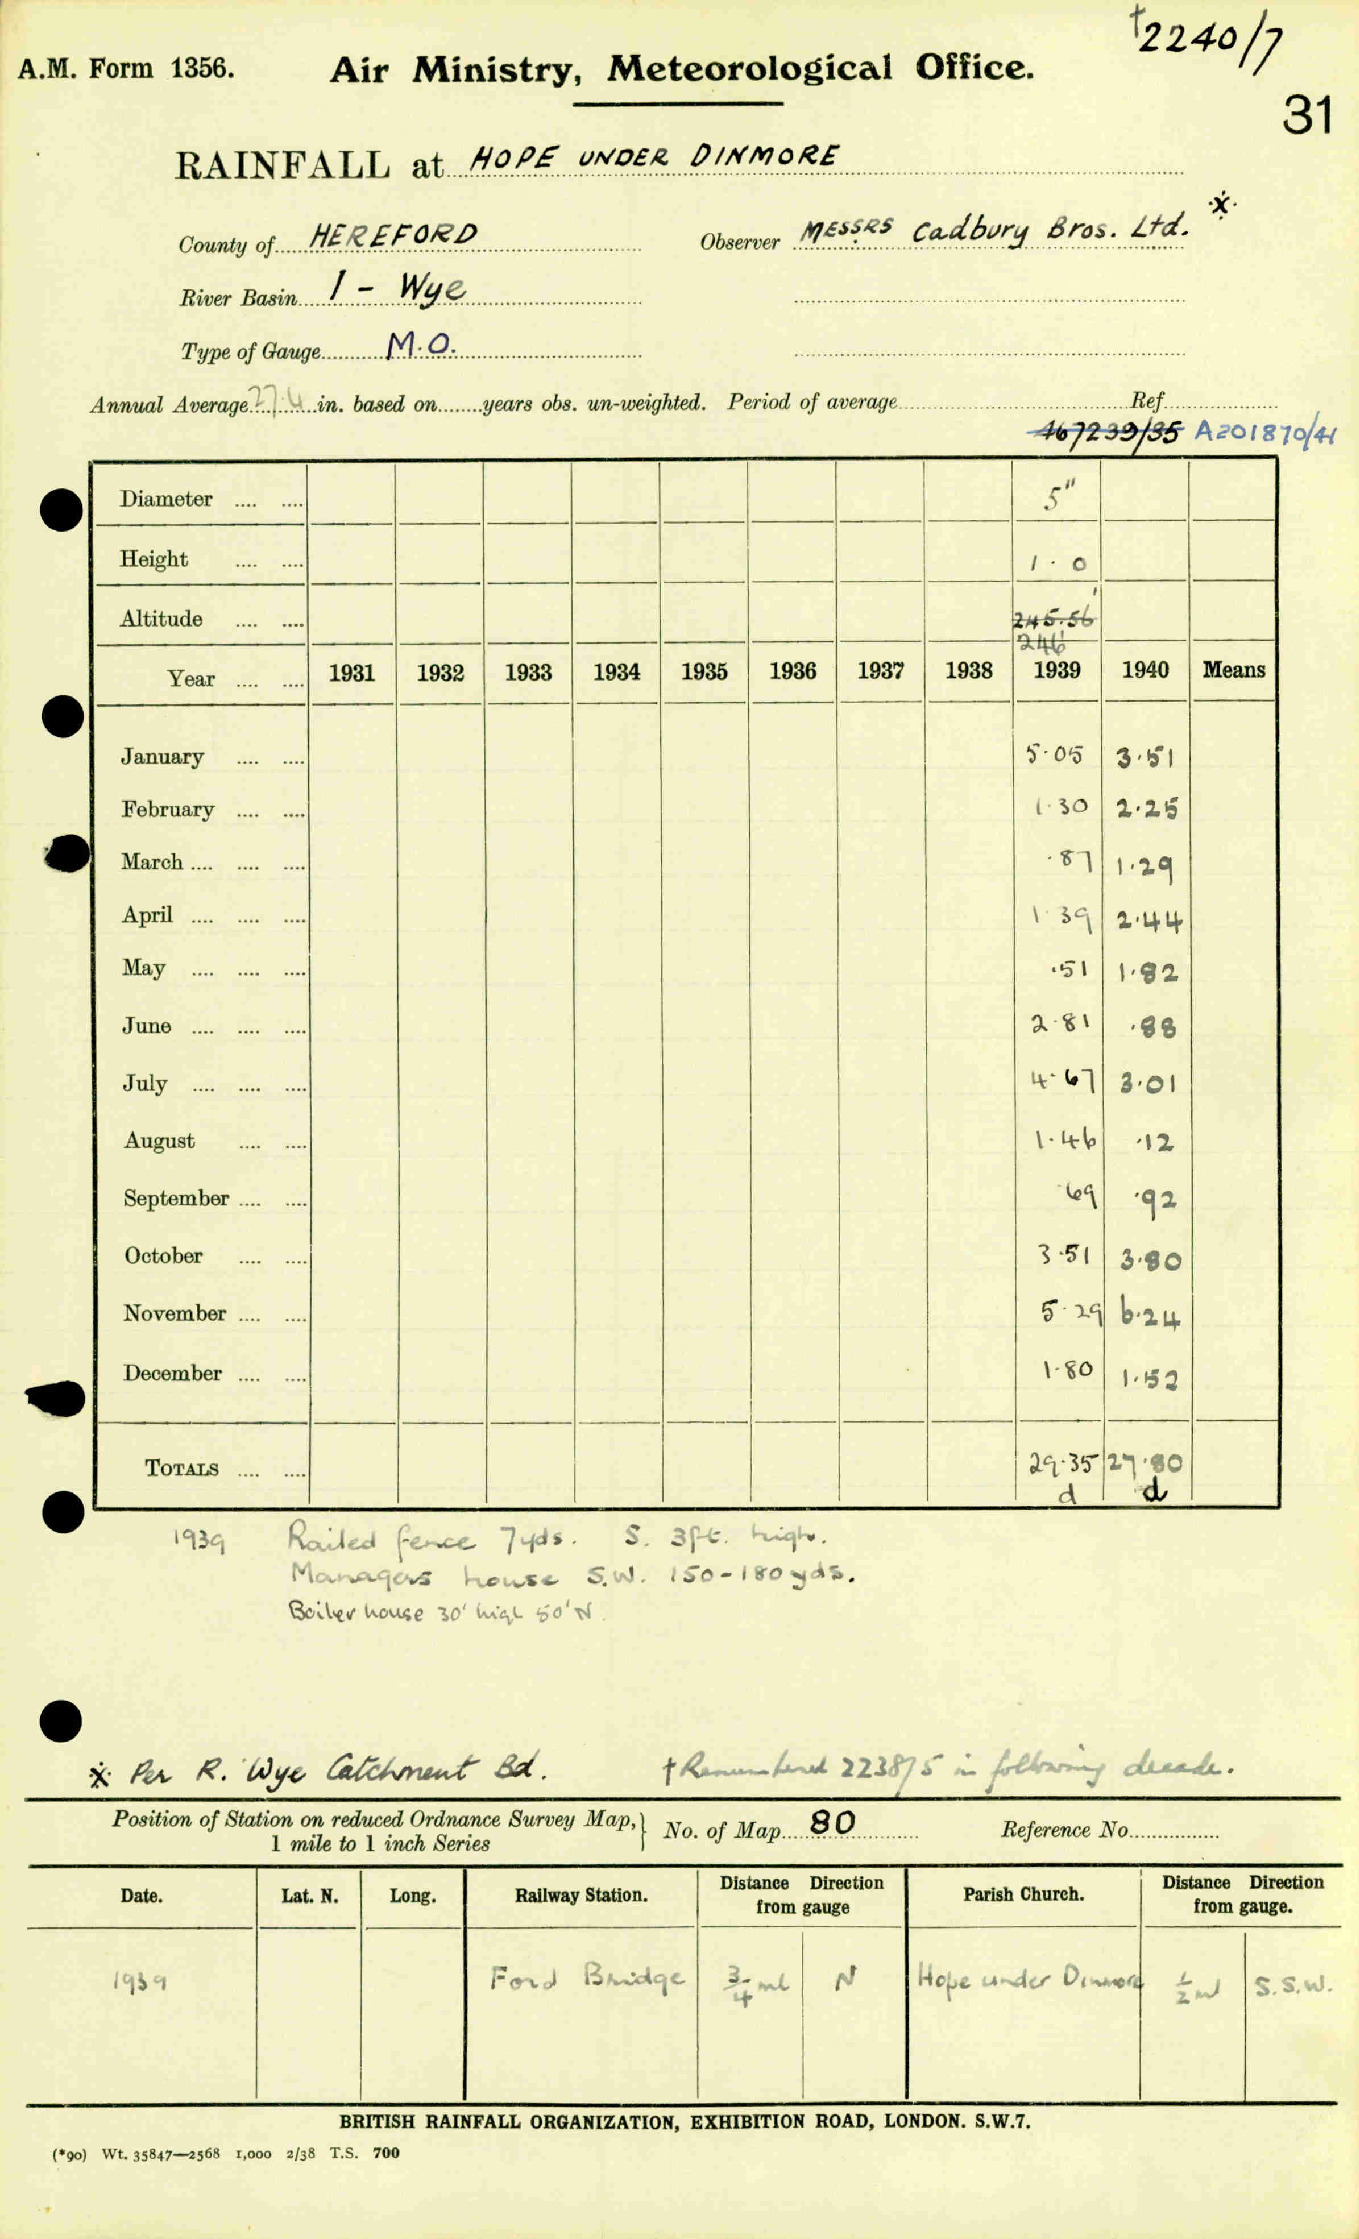 †2240/7
A.M. Form 1356. Air Ministry, Meteorological Office.
31
RAINFALL at HOPE UNDER DINMORE
County of HEREFORD Observer MESSRS Cadbury Bros. Ltd. ※
River Basin I - Wye
Type of Gauge M.O.
Annual Average 27.4 in. based on........years obs. un-weighted. Period of average.......... Ref..........
467239/35 A201870/41
Diameter .... .... 5"
Height .... .... 1·0
Altitude .... .... 245.56'
246'
Year .... .... 1931 1932 1933 1934 1935 1936 1937 1938 1939 1940 Means
January .... .... 5·05 3·51
February .... .... 1·30 2·25
March .... .... .... ·87 1·29
April .... .... .... 1·39 2·44
May .... .... .... ·51 1·82
June .... .... .... 2·81 ·88
July .... .... .... 4·67 3·01
August .... .... 1·46 ·12
September .... .... ·69 ·92
October .... .... 3·51 3·80
November .... .... 5·29 6·24
December .... .... 1·80 1·52
TOTALS .... .... 29·35 27·80
d d
1939 Railed fence 7yds. S. 3ft. high.
Managers house S.W. 150-180 yds.
Boiler house 30' high 50' N.
※ Per R. Wye Catchment Bd. † Renumbered 2238/5 in following decade.
Position of Station on reduced Ordnance Survey Map, } No. of Map 80 Reference No.
1 mile to 1 inch Series
Date. Lat. N. Long. Railway Station. Distance Direction from gauge Parish Church. Distance Direction from gauge.
1939 Ford Bridge 3/4 ml N Hope under Dinmore 1/2 ml S.S.W.
BRITISH RAINFALL ORGANIZATION, EXHIBITION ROAD, LONDON. S.W.7.
(*90) Wt. 35847—2568 1,000 2/38 T.S. 700